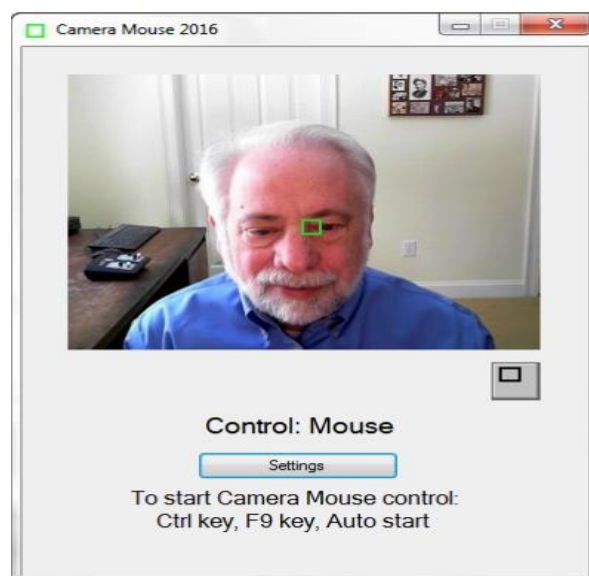 Camera Mouse 2016
Control: Mouse
Settings
To start Camera Mouse control:
Ctrl key, F9 key, Auto start